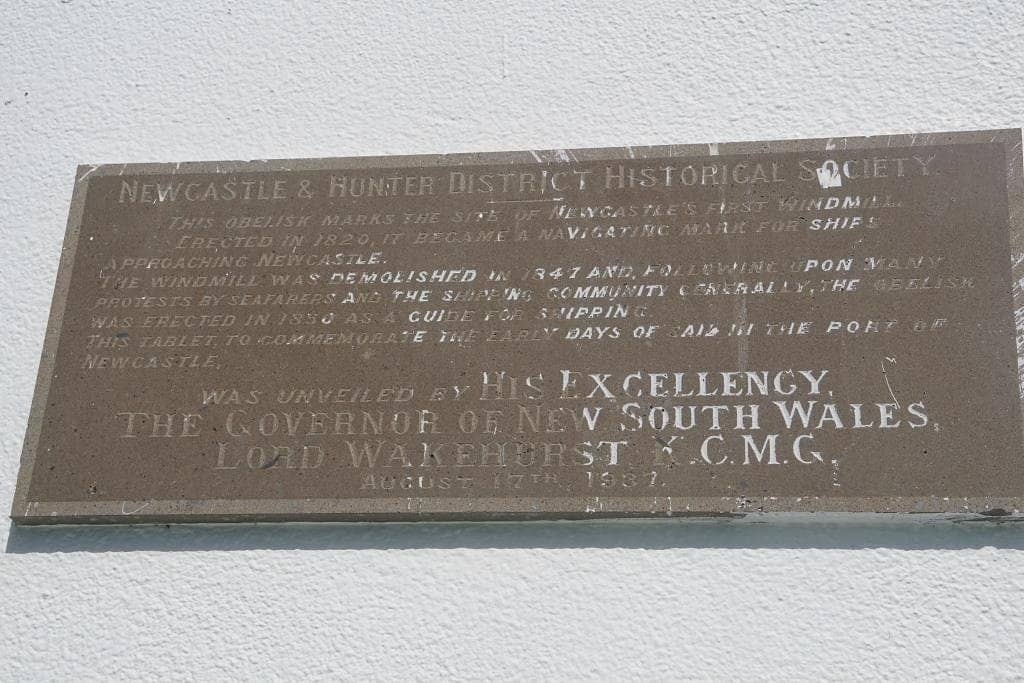 NEWCASTLE & HUNTER DISTRICT HISTORICAL SOCIETY
THIS OBELISK MARKS THE SITE OF NEWCASTLE'S FIRST WINDMILL.
ERECTED IN 1820, IT BECAME A NAVIGATING MARK FOR SHIPS
APPROACHING NEWCASTLE.
THE WINDMILL WAS DEMOLISHED IN 1847 AND, FOLLOWING UPON MANY
PROTESTS BY SEAFARERS AND THE SHIPPING COMMUNITY GENERALLY, THE OBELISK
WAS ERECTED IN 1850 AS A GUIDE FOR SHIPPING.
THIS TABLET, TO COMMEMORATE THE EARLY DAYS OF SAIL IN THE PORT OF
NEWCASTLE,
WAS UNVEILED BY HIS EXCELLENCY,
THE GOVERNOR OF NEW SOUTH WALES,
LORD WAKEHURST, K.C.M.G.,
AUGUST 17TH, 1937.